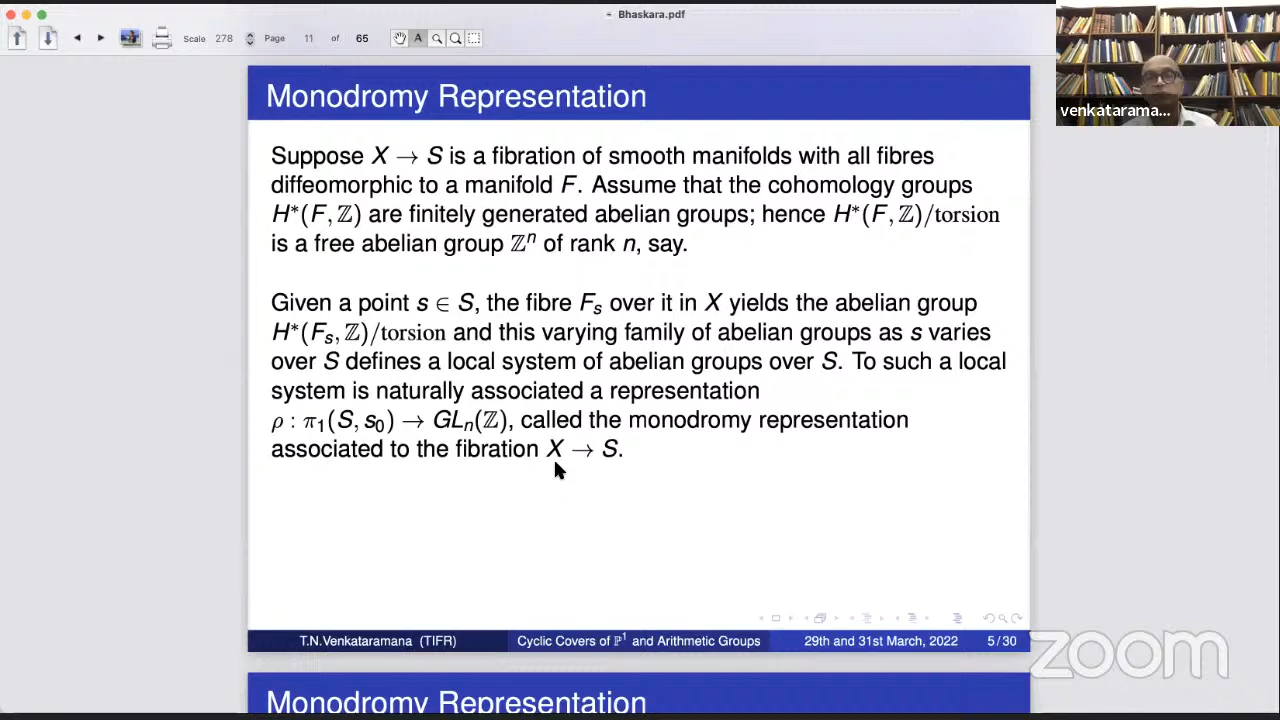 Bhaskara.pdf
Scale 278 Page 11 of 65
venkatarama...
Monodromy Representation
Suppose X → S is a fibration of smooth manifolds with all fibres
diffeomorphic to a manifold F. Assume that the cohomology groups
H*(F, ℤ) are finitely generated abelian groups; hence H*(F, ℤ)/torsion
is a free abelian group ℤⁿ of rank n, say.
Given a point s ∈ S, the fibre Fₛ over it in X yields the abelian group
H*(Fₛ, ℤ)/torsion and this varying family of abelian groups as s varies
over S defines a local system of abelian groups over S. To such a local
system is naturally associated a representation
ρ : π₁(S, s₀) → GLₙ(ℤ), called the monodromy representation
associated to the fibration X → S.
T.N.Venkataramana (TIFR) Cyclic Covers of ℙ¹ and Arithmetic Groups 29th and 31st March, 2022 5 / 30
zoom
Monodromy Representation